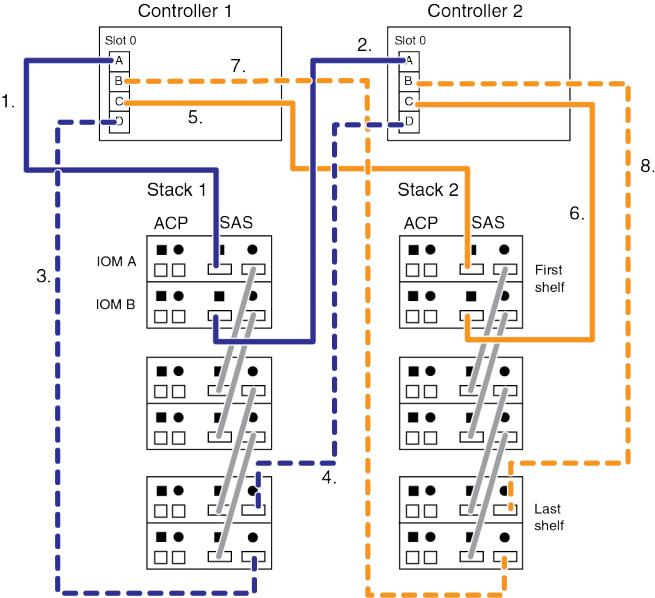 Controller 1
Controller 2
Slot 0
Slot 0
2.
A
A
7.
B
B
1.
C
C
5.
D
D
8.
Stack 1
Stack 2
6.
ACP
SAS
ACP
SAS
IOM A
First
shelf
3.
IOM B
4.
Last
shelf